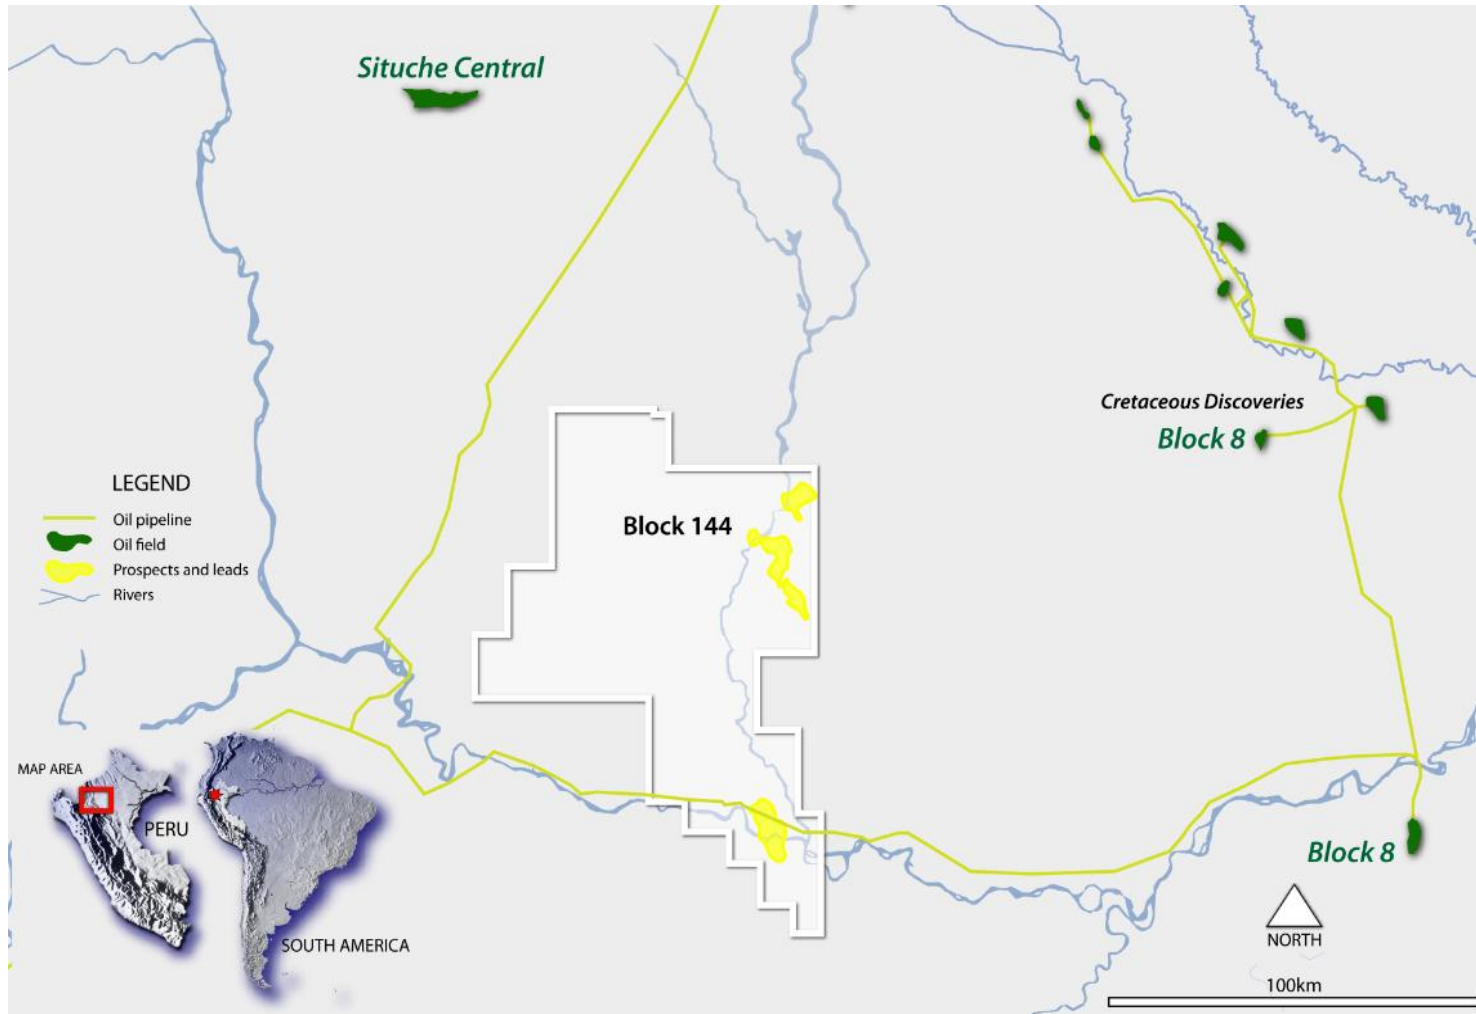 Situche Central
Cretaceous Discoveries
Block 8
LEGEND
Oil pipeline
Oil field
Prospects and leads
Rivers
Block 144
MAP AREA
PERU
SOUTH AMERICA
Block 8
NORTH
100km